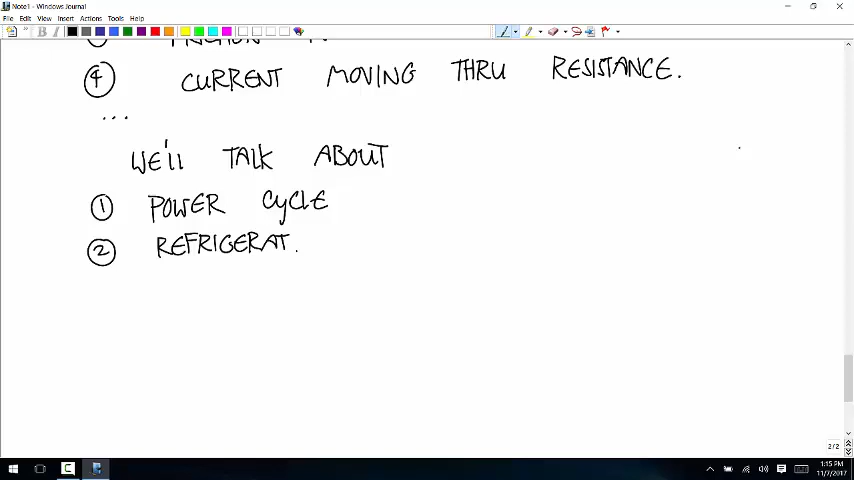 Note1 - Windows Journal
File Edit View Insert Actions Tools Help
④ CURRENT MOVING THRU RESISTANCE.
...
WE'LL TALK ABOUT
① POWER CYCLE
② REFRIGERAT.
2/2
1:15 PM
11/7/2017